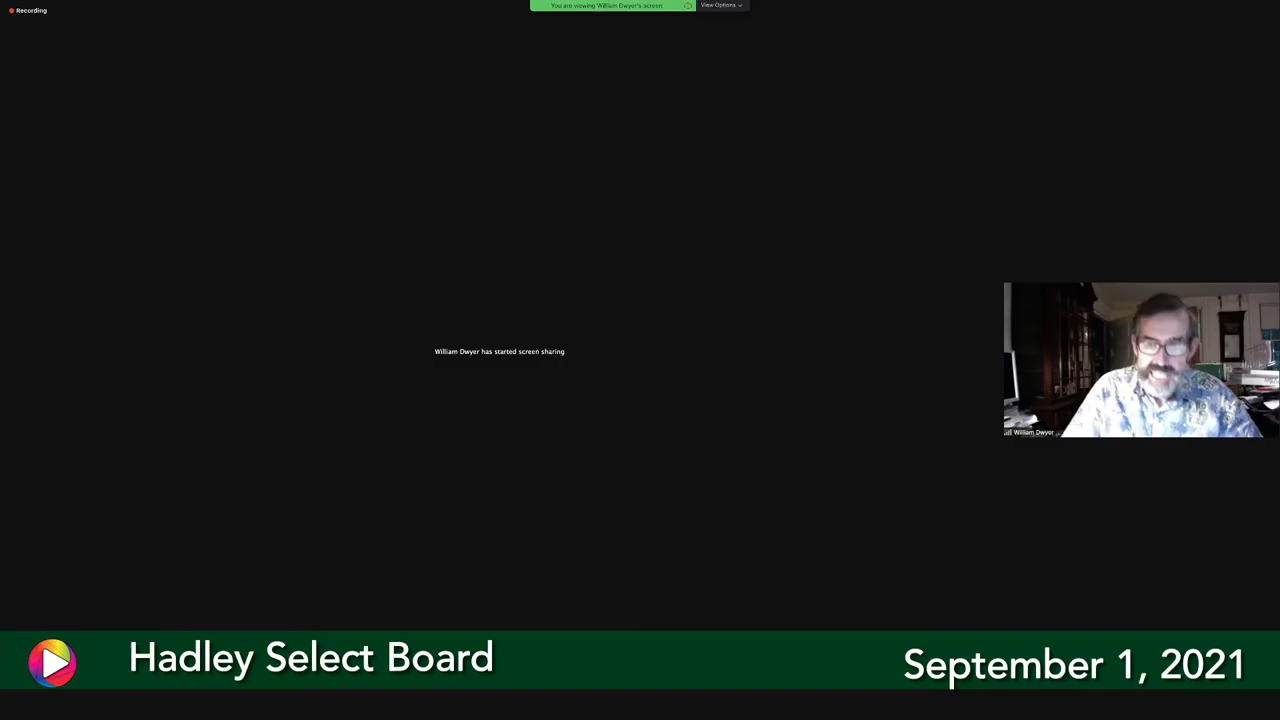 Recording
You are viewing William Dwyer's screen
View Options
William Dwyer has started screen sharing
William Dwyer
Hadley Select Board
September 1, 2021